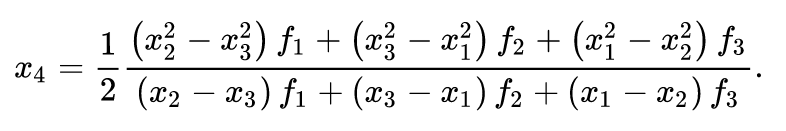 x_4 = \frac{1}{2} \frac{(x_2^2 - x_3^2) f_1 + (x_3^2 - x_1^2) f_2 + (x_1^2 - x_2^2) f_3}{(x_2 - x_3) f_1 + (x_3 - x_1) f_2 + (x_1 - x_2) f_3}.